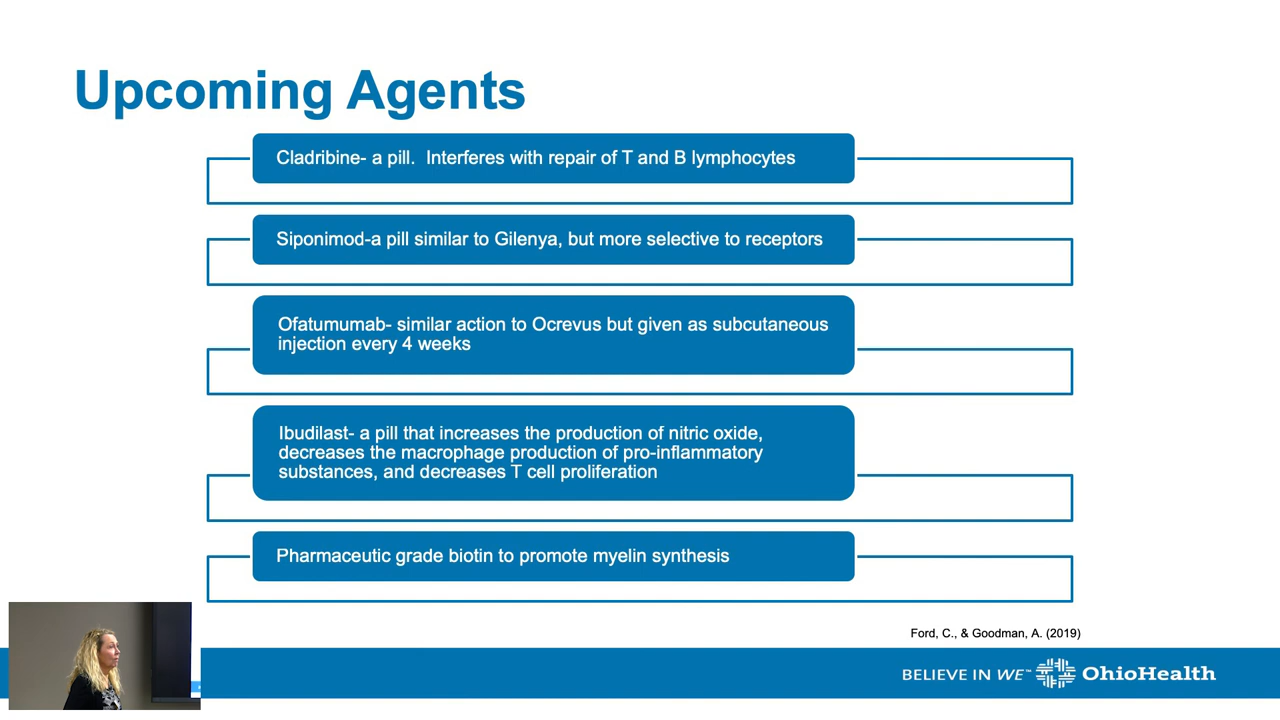 Upcoming Agents
Cladribine- a pill.  Interferes with repair of T and B lymphocytes
Siponimod-a pill similar to Gilenya, but more selective to receptors
Ofatumumab- similar action to Ocrevus but given as subcutaneous
injection every 4 weeks
Ibudilast- a pill that increases the production of nitric oxide,
decreases the macrophage production of pro-inflammatory
substances, and decreases T cell proliferation
Pharmaceutic grade biotin to promote myelin synthesis
Ford, C., & Goodman, A. (2019)
BELIEVE IN WE™ OhioHealth